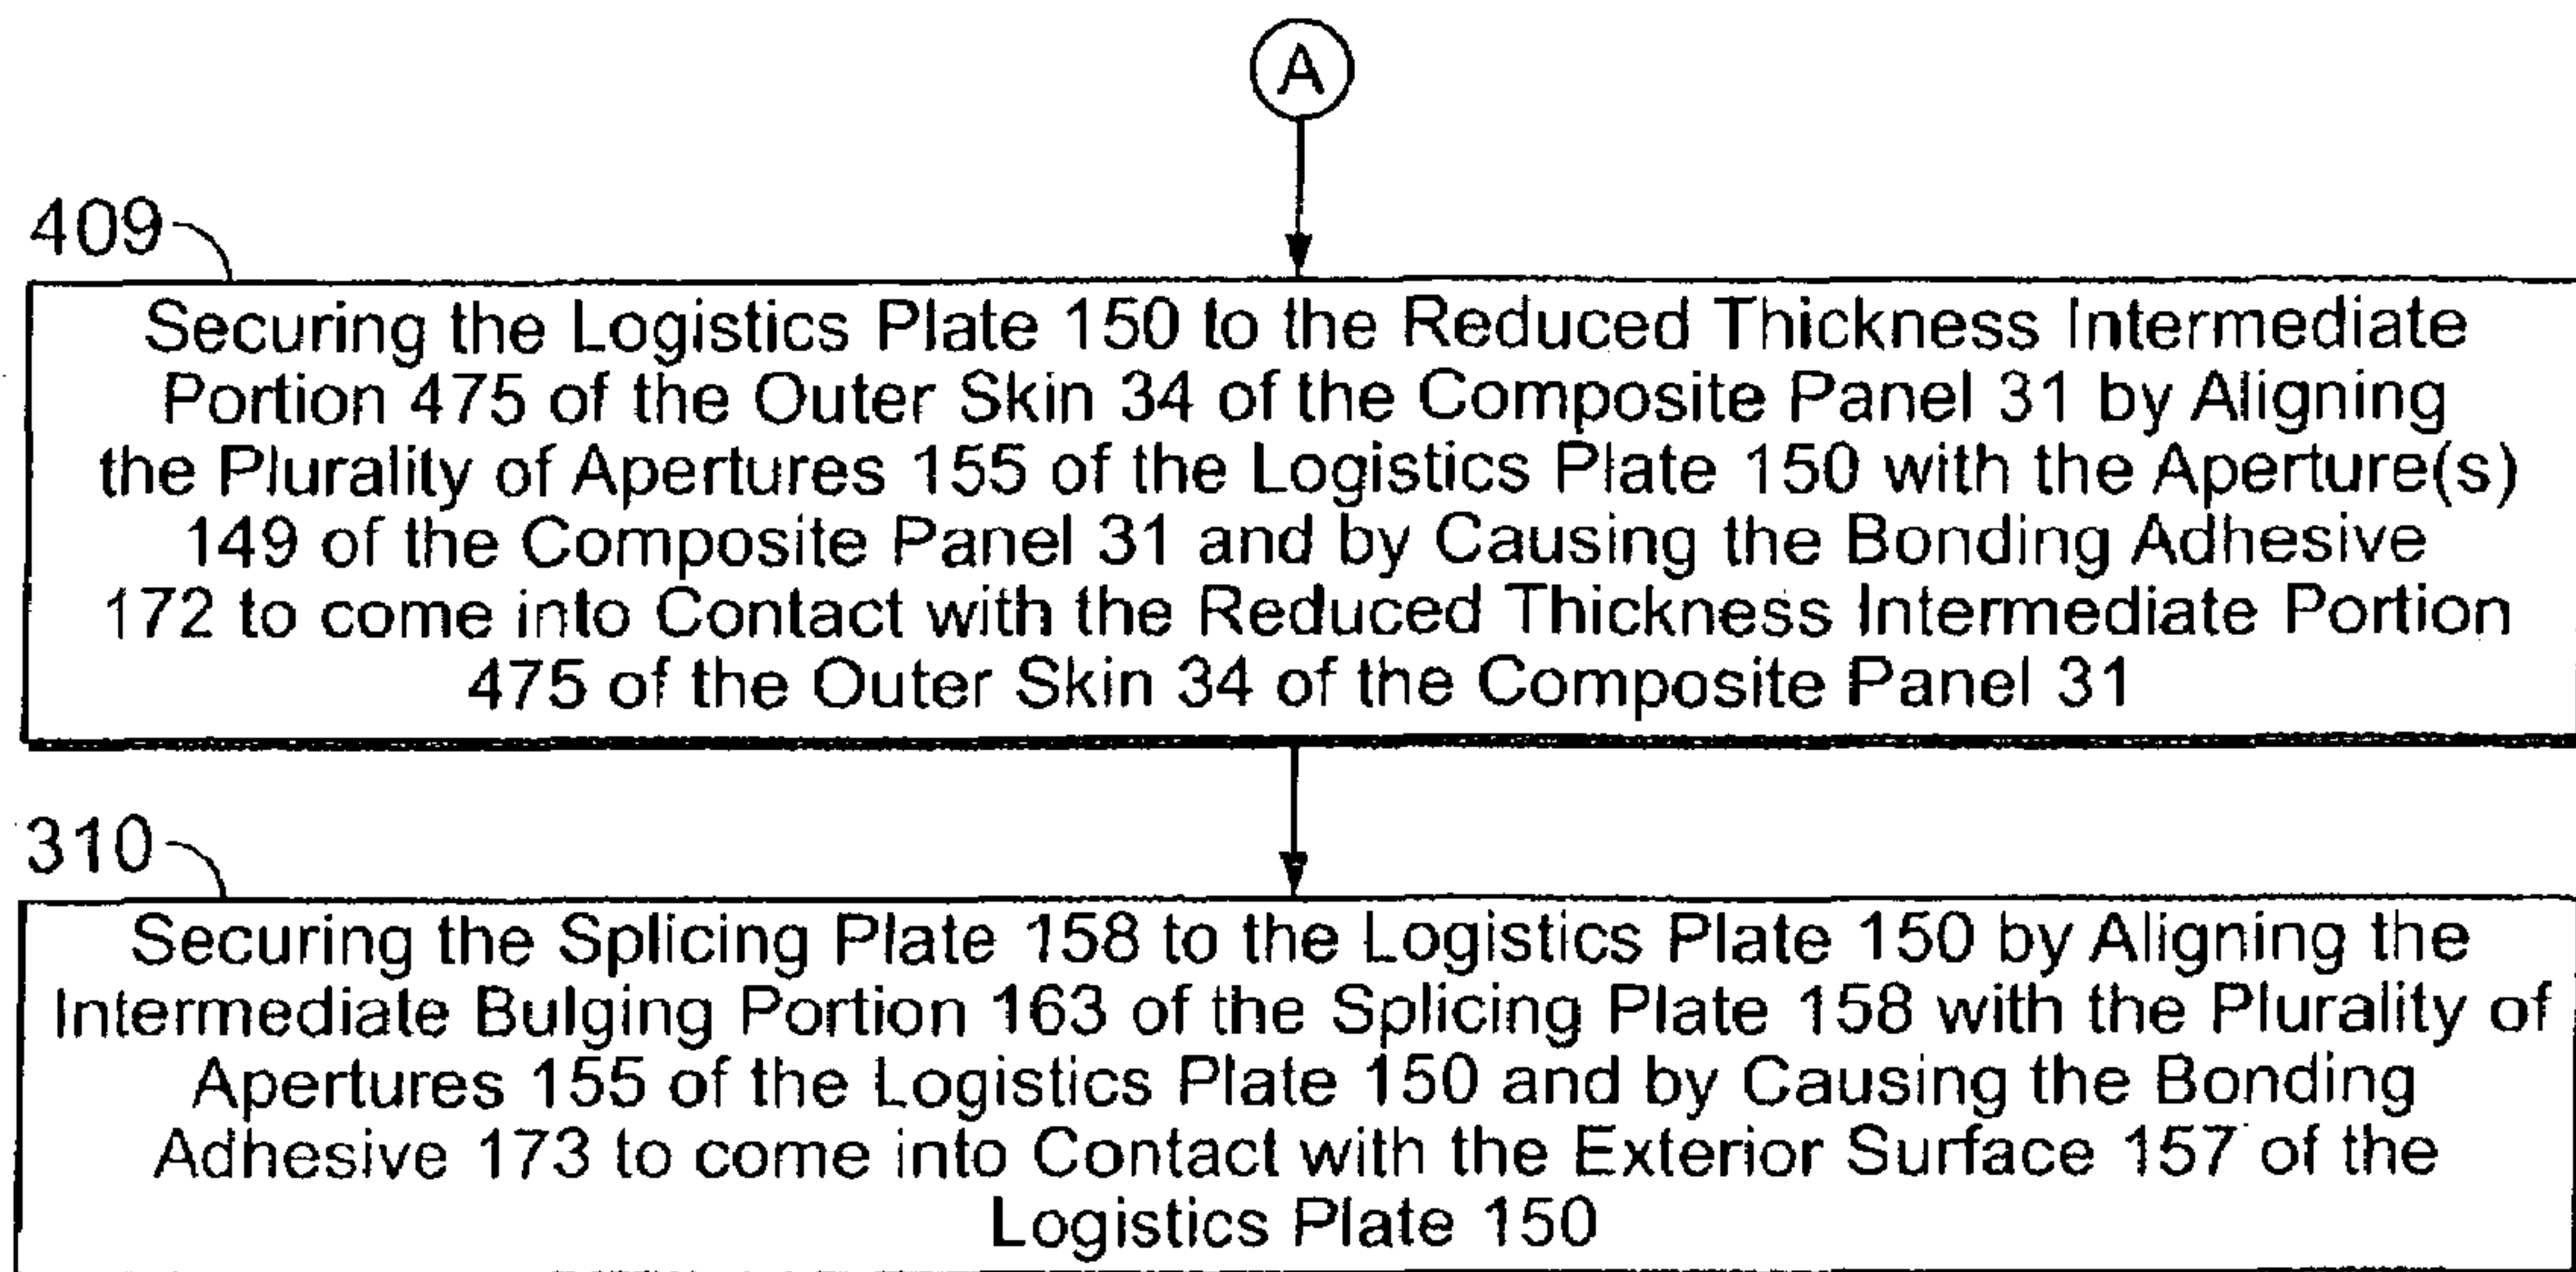 A
409
Securing the Logistics Plate 150 to the Reduced Thickness Intermediate
Portion 475 of the Outer Skin 34 of the Composite Panel 31 by Aligning
the Plurality of Apertures 155 of the Logistics Plate 150 with the Aperture(s)
149 of the Composite Panel 31 and by Causing the Bonding Adhesive
172 to come into Contact with the Reduced Thickness Intermediate Portion
475 of the Outer Skin 34 of the Composite Panel 31
310
Securing the Splicing Plate 158 to the Logistics Plate 150 by Aligning the
Intermediate Bulging Portion 163 of the Splicing Plate 158 with the Plurality of
Apertures 155 of the Logistics Plate 150 and by Causing the Bonding
Adhesive 173 to come into Contact with the Exterior Surface 157 of the
Logistics Plate 150